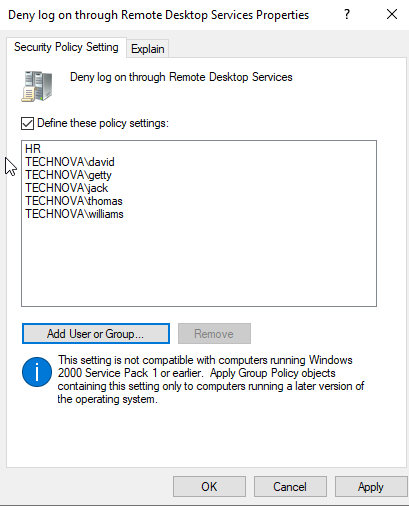 Deny log on through Remote Desktop Services Properties ? X
Security Policy Setting Explain
Deny log on through Remote Desktop Services
Define these policy settings:
HR
TECHNOVA\david
TECHNOVA\getty
TECHNOVA\jack
TECHNOVA\thomas
TECHNOVA\williams
Add User or Group... Remove
This setting is not compatible with computers running Windows
2000 Service Pack 1 or earlier. Apply Group Policy objects
containing this setting only to computers running a later version of
the operating system.
OK Cancel Apply